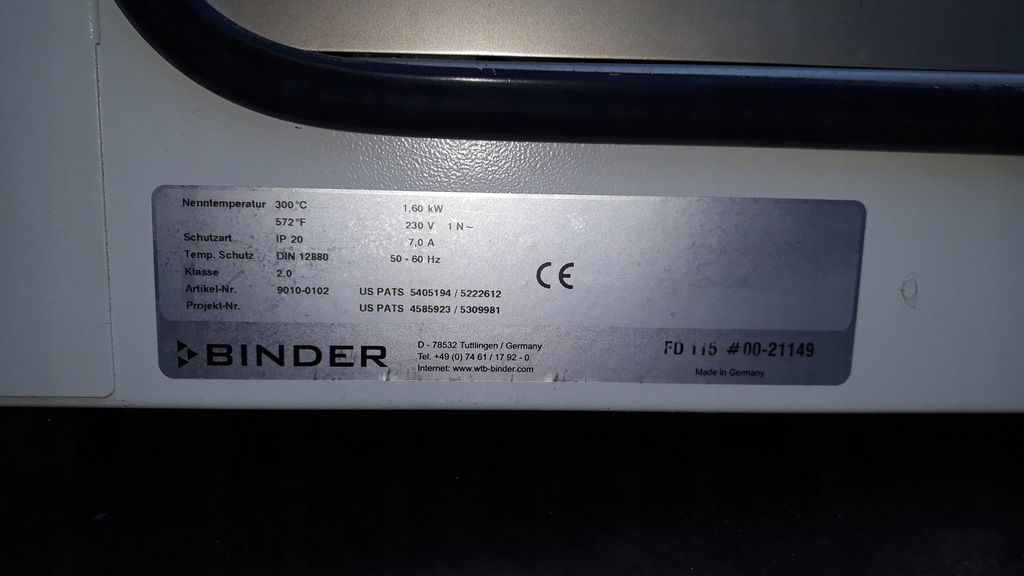 Nenntemperatur 300°C 1,60 kW
572°F 230 V 1 N~
Schutzart IP 20 7,0 A
Temp. Schutz DIN 12880 50 - 60 Hz
Klasse 2.0
Artikel-Nr. 9010-0102 US PATS 5405194 / 5222612
Projekt-Nr. US PATS 4585923 / 5309981
CE
BINDER
D - 78532 Tuttlingen / Germany
Tel. +49 (0) 74 61 / 17 92 - 0
Internet: www.wtb-binder.com
FD 115 #00-21149
Made in Germany